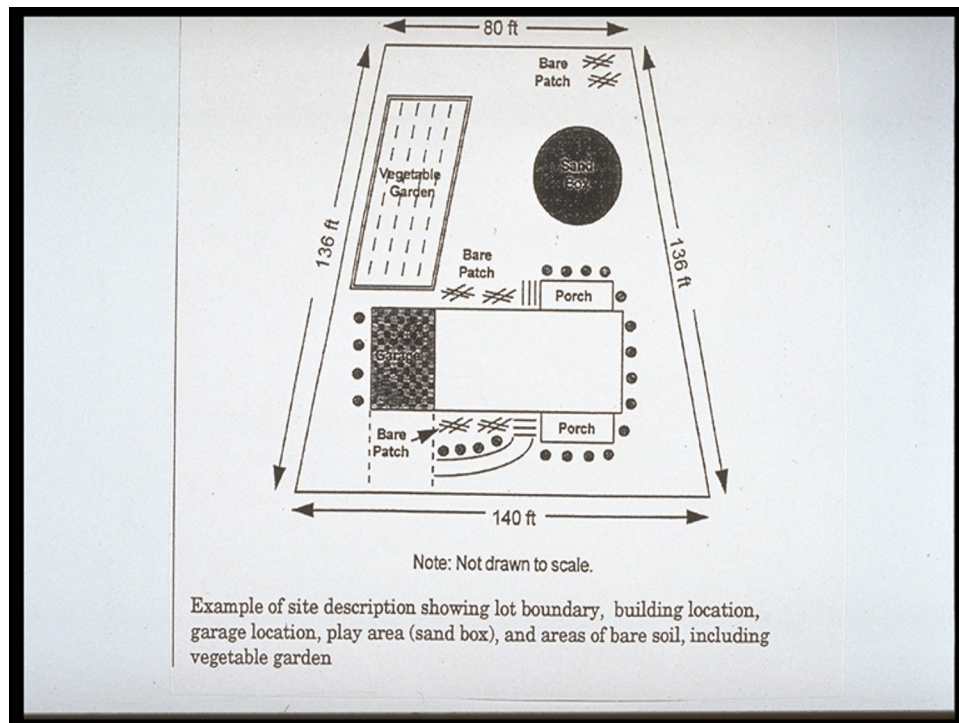 80 ft
Bare
Patch
Sand
Box
Vegetable
Garden
136 ft
136 ft
Bare
Patch
Porch
Garage
Bare
Patch
Porch
140 ft
Note: Not drawn to scale.
Example of site description showing lot boundary, building location,
garage location, play area (sand box), and areas of bare soil, including
vegetable garden